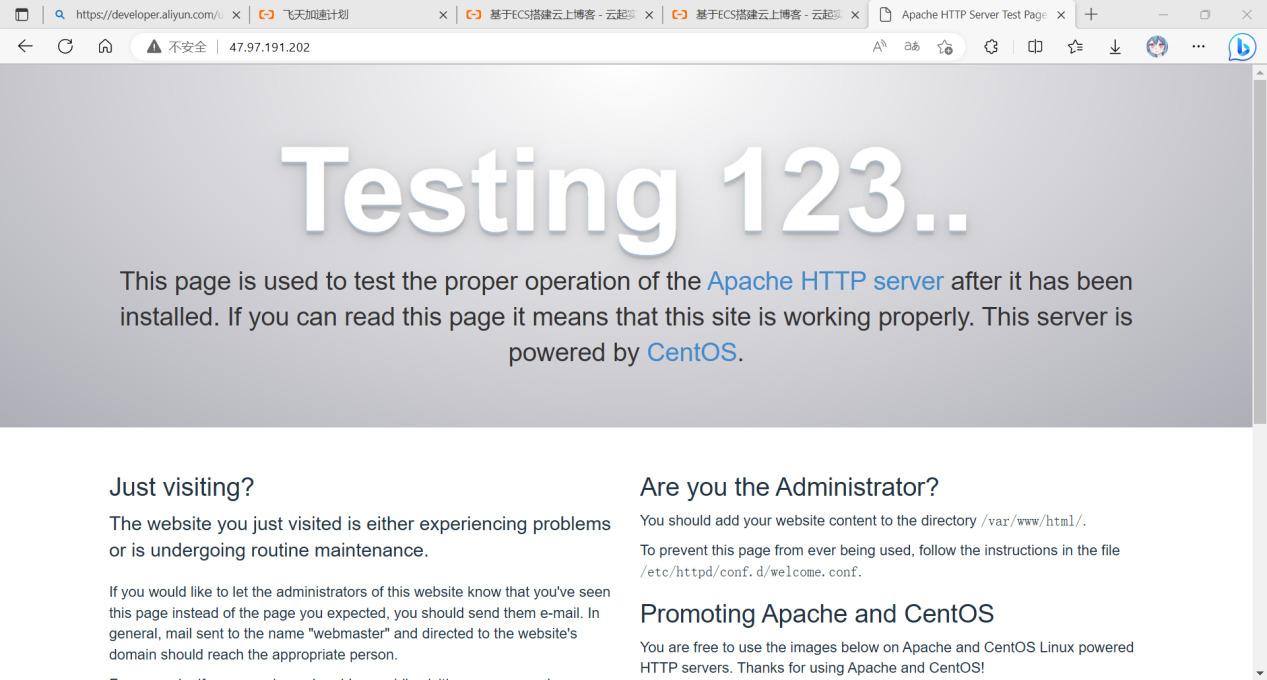 https://developer.aliyun.com/
飞天加速计划
基于ECS搭建云上博客 - 云起
基于ECS搭建云上博客 - 云起
Apache HTTP Server Test Page
不安全
47.97.191.202
Testing 123..
This page is used to test the proper operation of the Apache HTTP server after it has been
installed. If you can read this page it means that this site is working properly. This server is
powered by CentOS.
Just visiting?
The website you just visited is either experiencing problems
or is undergoing routine maintenance.
If you would like to let the administrators of this website know that you've seen
this page instead of the page you expected, you should send them e-mail. In
general, mail sent to the name "webmaster" and directed to the website's
domain should reach the appropriate person.
Are you the Administrator?
You should add your website content to the directory /var/www/html/.
To prevent this page from ever being used, follow the instructions in the file
/etc/httpd/conf.d/welcome.conf.
Promoting Apache and CentOS
You are free to use the images below on Apache and CentOS Linux powered
HTTP servers. Thanks for using Apache and CentOS!